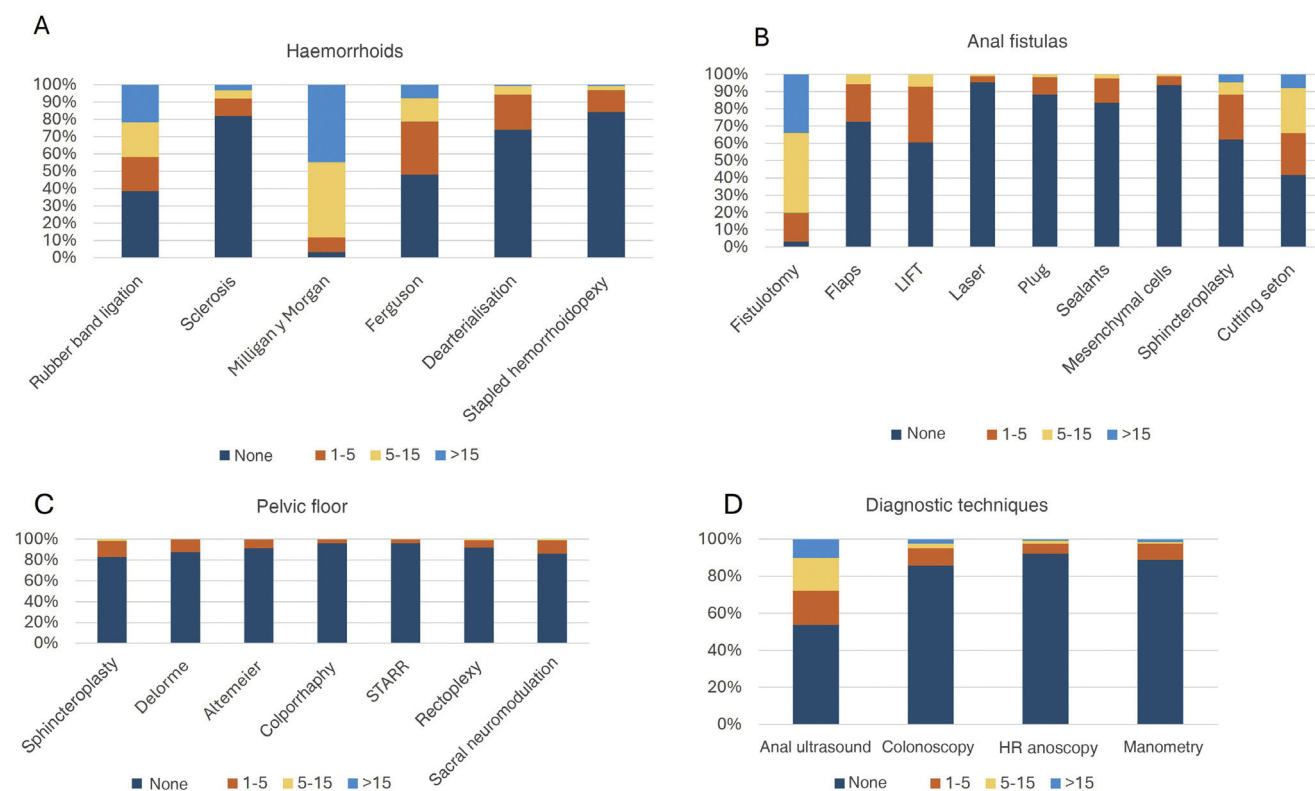 A
Haemorrhoids
100%
90%
80%
70%
60%
50%
40%
30%
20%
10%
0%
Rubber band ligation
Sclerosis
Milligan y Morgan
Ferguson
Dearterialisation
Stapled hemorrhoidopexy
None 1-5 5-15 >15
B
Anal fistulas
100%
90%
80%
70%
60%
50%
40%
30%
20%
10%
0%
Fistulotomy
Flaps
LIFT
Laser
Plug
Sealants
Mesenchymal cells
Sphincteroplasty
Cutting seton
None 1-5 5-15 >15
C
Pelvic floor
100%
80%
60%
40%
20%
0%
Sphincteroplasty
Delorme
Altemeier
Colporrhaphy
STARR
Rectoplexy
Sacral neuromodulation
None 1-5 5-15 >15
D
Diagnostic techniques
100%
80%
60%
40%
20%
0%
Anal ultrasound Colonoscopy HR anoscopy Manometry
None 1-5 5-15 >15